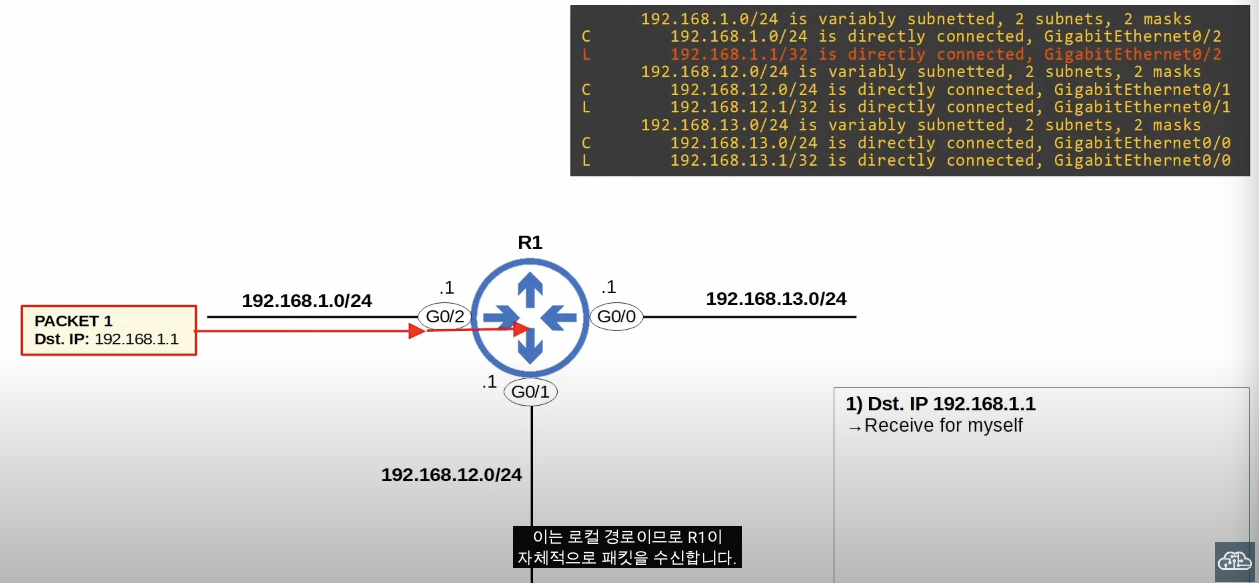 192.168.1.0/24 is variably subnetted, 2 subnets, 2 masks
C 192.168.1.0/24 is directly connected, GigabitEthernet0/2
L 192.168.1.1/32 is directly connected, GigabitEthernet0/2
192.168.12.0/24 is variably subnetted, 2 subnets, 2 masks
C 192.168.12.0/24 is directly connected, GigabitEthernet0/1
L 192.168.12.1/32 is directly connected, GigabitEthernet0/1
192.168.13.0/24 is variably subnetted, 2 subnets, 2 masks
C 192.168.13.0/24 is directly connected, GigabitEthernet0/0
L 192.168.13.1/32 is directly connected, GigabitEthernet0/0
R1
.1
.1
192.168.1.0/24
192.168.13.0/24
G0/2
G0/0
PACKET 1
Dst. IP: 192.168.1.1
.1
G0/1
1) Dst. IP 192.168.1.1
→Receive for myself
192.168.12.0/24
이는 로컬 경로이므로 R1이
자체적으로 패킷을 수신합니다.